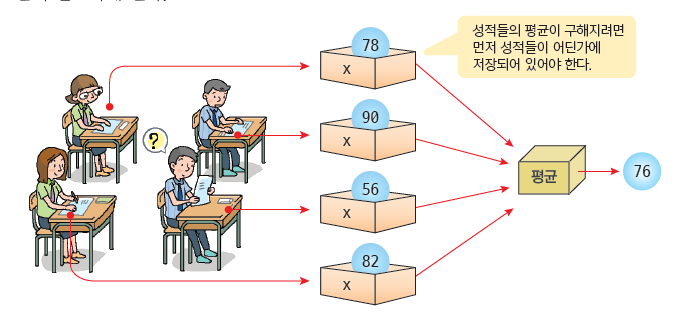 78
성적들의 평균이 구해지려면
먼저 성적들이 어딘가에
저장되어 있어야 한다.
x
90
x
?
평균
76
56
x
82
x